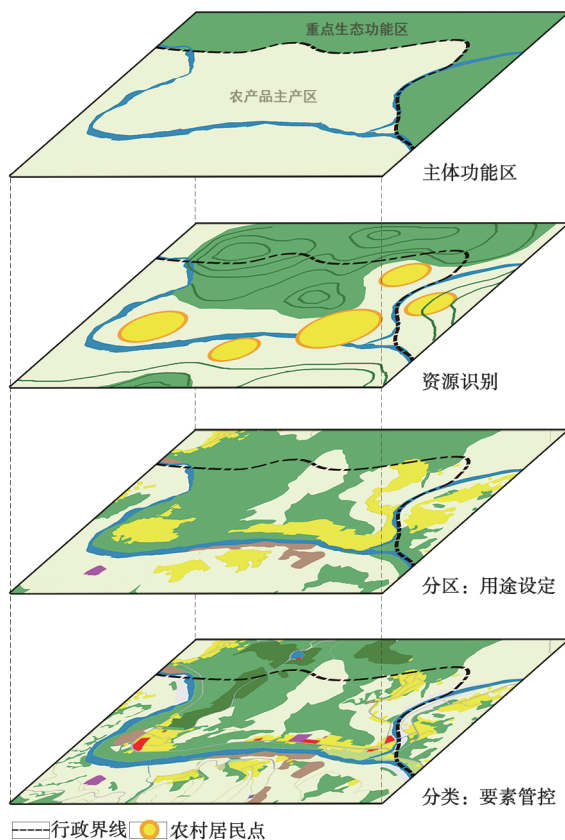 重点生态功能区
农产品主产区
主体功能区
资源识别
分区：用途设定
分类：要素管控
行政界线 农村居民点